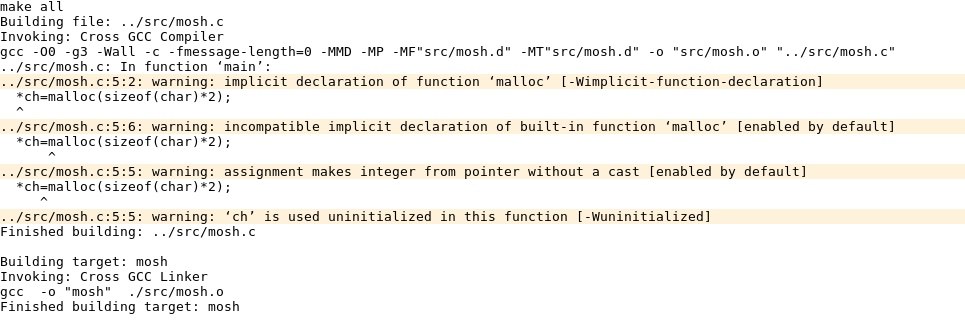 make all
Building file: ../src/mosh.c
Invoking: Cross GCC Compiler
gcc -O0 -g3 -Wall -c -fmessage-length=0 -MMD -MP -MF"src/mosh.d" -MT"src/mosh.d" -o "src/mosh.o" "../src/mosh.c"
../src/mosh.c: In function ‘main’:
../src/mosh.c:5:2: warning: implicit declaration of function ‘malloc’ [-Wimplicit-function-declaration]
  *ch=malloc(sizeof(char)*2);
  ^
../src/mosh.c:5:6: warning: incompatible implicit declaration of built-in function ‘malloc’ [enabled by default]
  *ch=malloc(sizeof(char)*2);
      ^
../src/mosh.c:5:5: warning: assignment makes integer from pointer without a cast [enabled by default]
  *ch=malloc(sizeof(char)*2);
     ^
../src/mosh.c:5:5: warning: ‘ch’ is used uninitialized in this function [-Wuninitialized]
Finished building: ../src/mosh.c

Building target: mosh
Invoking: Cross GCC Linker
gcc  -o "mosh"  ./src/mosh.o
Finished building target: mosh